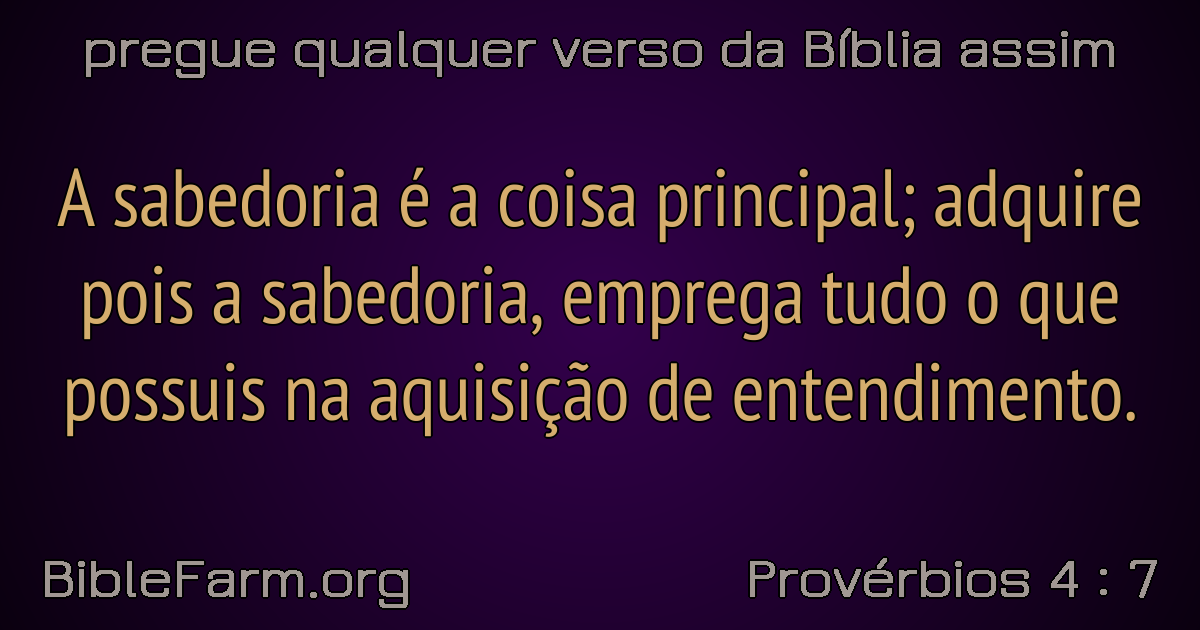 pregue qualquer verso da Bíblia assim
A sabedoria é a coisa principal; adquire
pois a sabedoria, emprega tudo o que
possuis na aquisição de entendimento.
BibleFarm.org
Provérbios 4 : 7